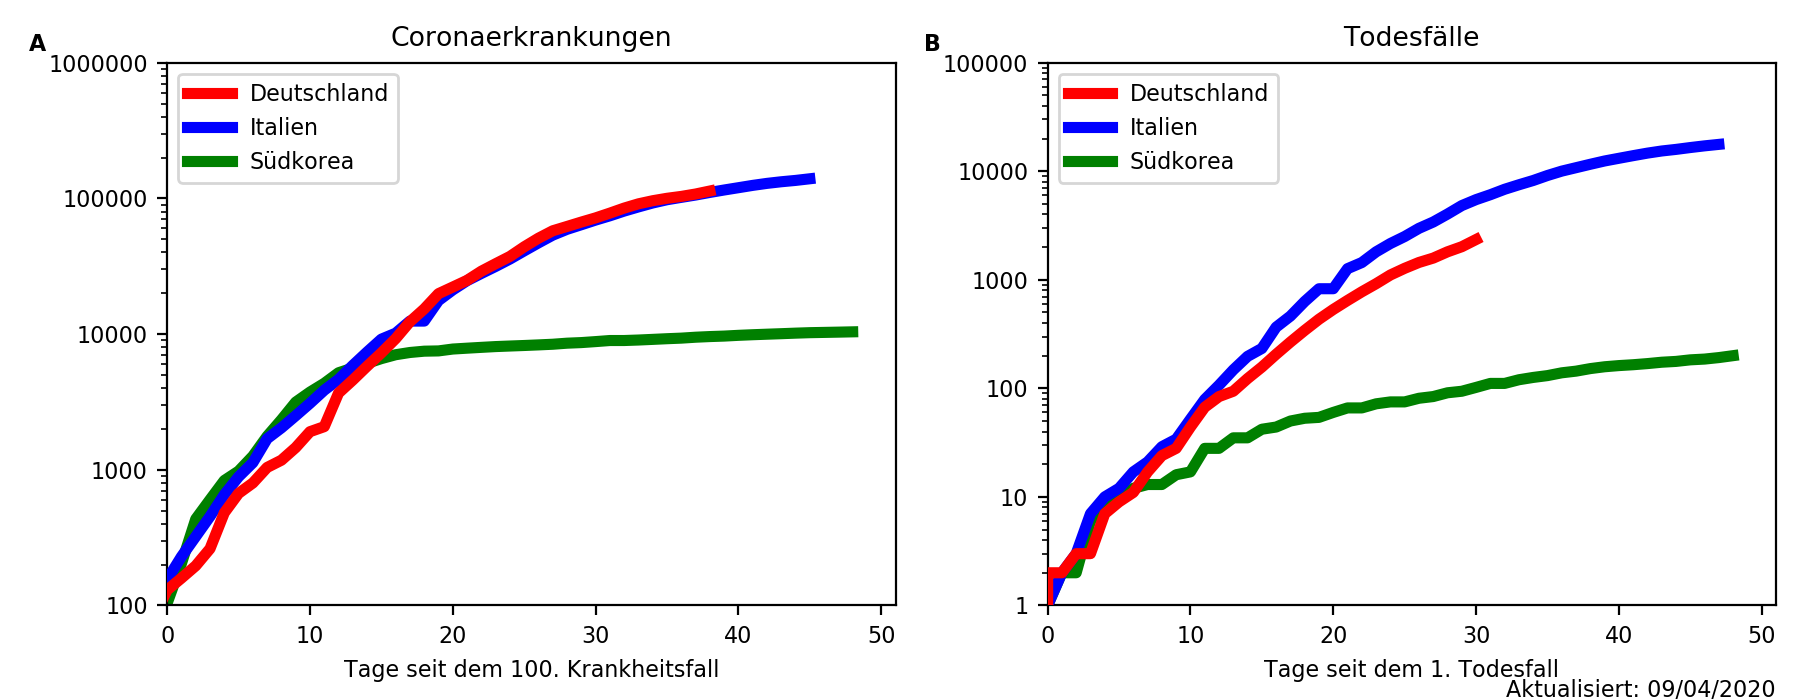 A
Coronaerkrankungen
1000000
100000
10000
1000
100
Deutschland
Italien
Südkorea
0 10 20 30 40 50
Tage seit dem 100. Krankheitsfall
B
Todesfälle
100000
10000
1000
100
10
1
Deutschland
Italien
Südkorea
0 10 20 30 40 50
Tage seit dem 1. Todesfall
Aktualisiert: 09/04/2020